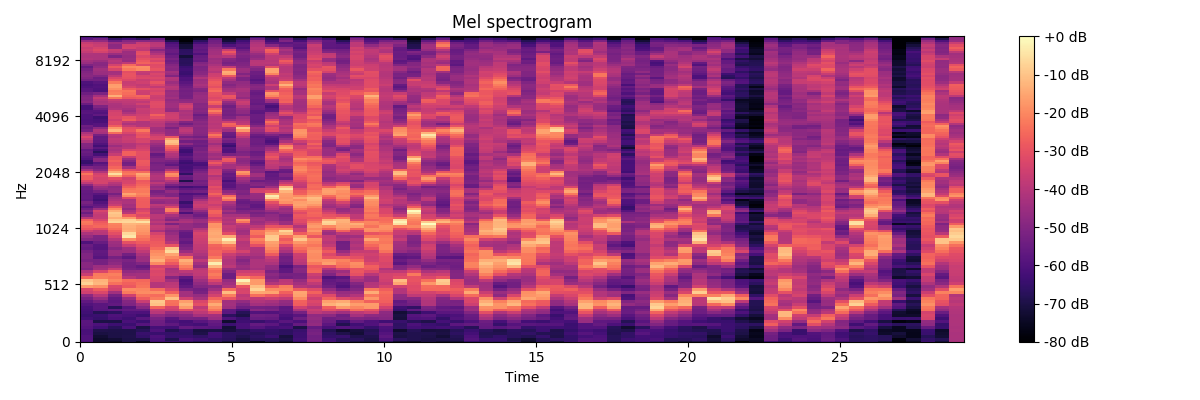 Mel spectrogram
Hz
8192
4096
2048
1024
512
0
0 5 10 15 20 25
Time
+0 dB
-10 dB
-20 dB
-30 dB
-40 dB
-50 dB
-60 dB
-70 dB
-80 dB